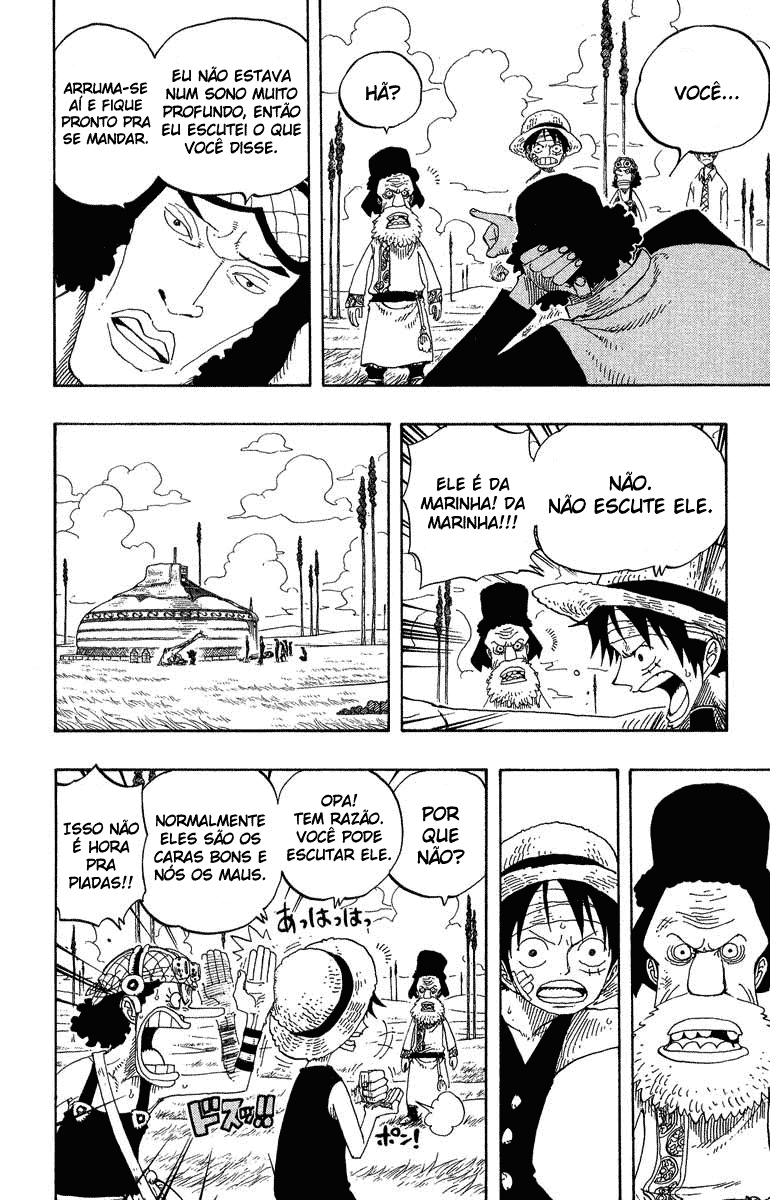 VOCÊ...
HÃ?
EU NÃO ESTAVA
NUM SONO MUITO
PROFUNDO, ENTÃO
EU ESCUTEI O QUE
VOCÊ DISSE.
ARRUMA-SE
AÍ E FIQUE
PRONTO PRA
SE MANDAR.
NÃO.
NÃO ESCUTE ELE.
ELE É DA
MARINHA! DA
MARINHA!!!
POR
QUE
NÃO?
OPA!
TEM RAZÃO.
VOCÊ PODE
ESCUTAR ELE.
NORMALMENTE
ELES SÃO OS
CARAS BONS E
NÓS OS MAUS.
ISSO NÃO
É HORA
PRA
PIADAS!!
あっはっはっ
ポン!
ドスッ!!